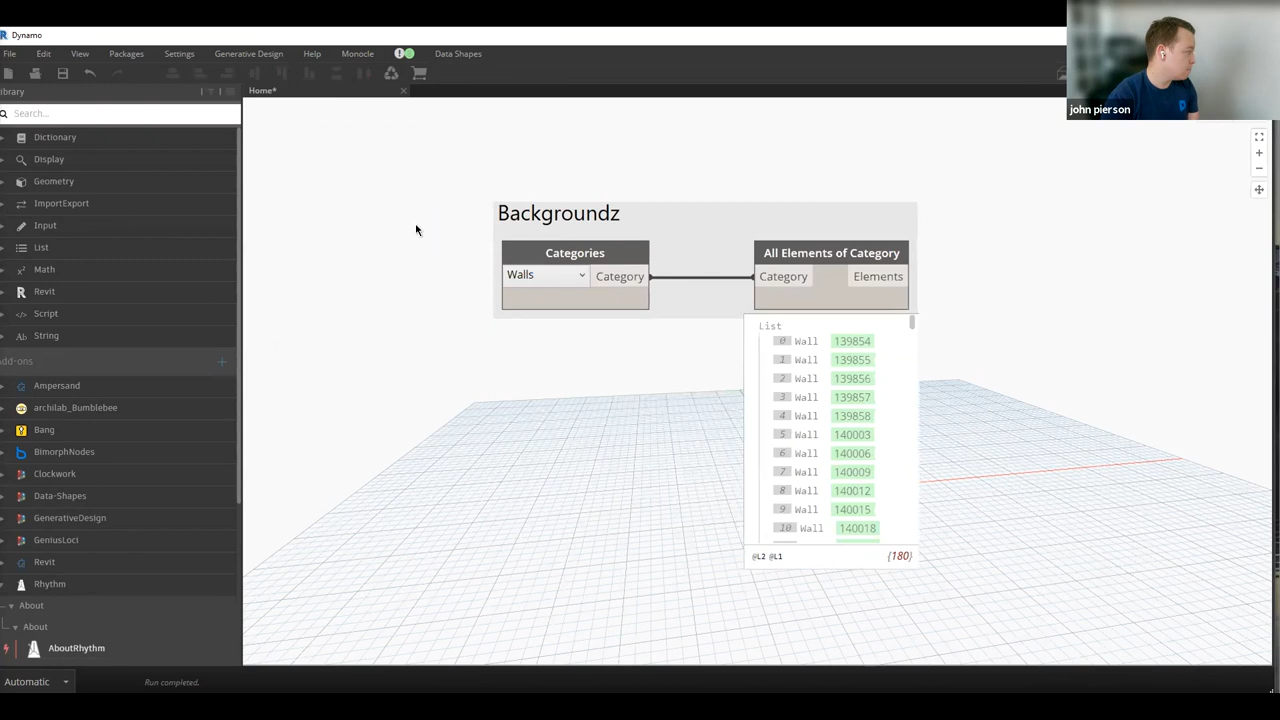 Dynamo
john pierson
File Edit View Packages Settings Generative Design Help Monocle ! Data Shapes
ibrary
Home*
Search...
Dictionary
Display
Geometry
ImportExport
Input
List
Math
Revit
Script
Ab String
Add-ons +
Ampersand
archilab_Bumblebee
Bang
BimorphNodes
Clockwork
Data-Shapes
GenerativeDesign
GeniusLoci
Revit
Rhythm
About
About
AboutRhythm
Backgroundz
Categories
Walls Category
All Elements of Category
Category Elements
List
0 Wall 139854
1 Wall 139855
2 Wall 139856
3 Wall 139857
4 Wall 139858
5 Wall 140003
6 Wall 140006
7 Wall 140009
8 Wall 140012
9 Wall 140015
10 Wall 140018
@L2 @L1 {180}
Automatic Run completed.